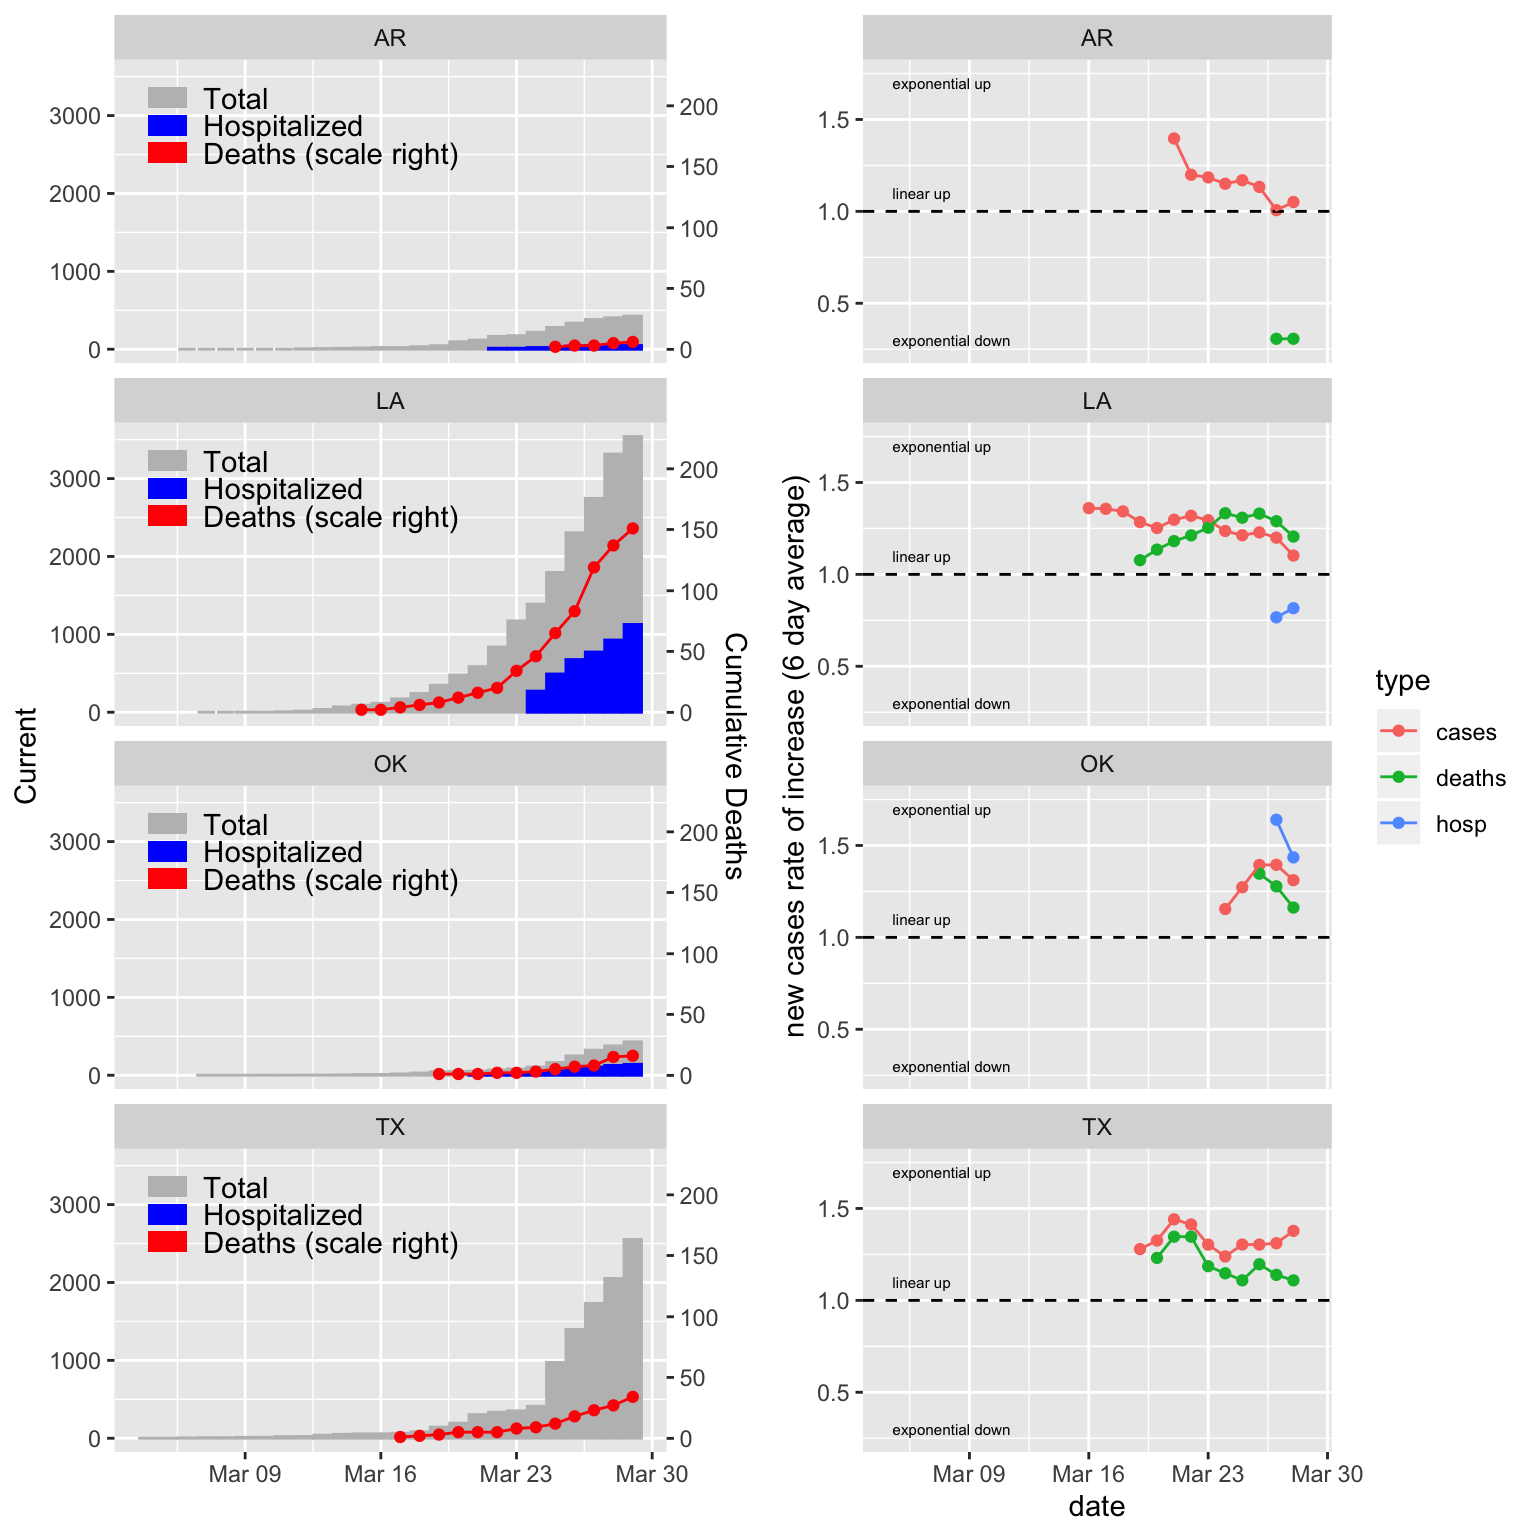 AR
Total
Hospitalized
Deaths (scale right)
3000
2000
1000
0
200
150
100
50
0
LA
Total
Hospitalized
Deaths (scale right)
3000
2000
1000
0
200
150
100
50
0
OK
Total
Hospitalized
Deaths (scale right)
3000
2000
1000
0
200
150
100
50
0
TX
Total
Hospitalized
Deaths (scale right)
3000
2000
1000
0
200
150
100
50
0
Mar 09
Mar 16
Mar 23
Mar 30
Current
Cumulative Deaths
AR
exponential up
linear up
exponential down
1.5
1.0
0.5
LA
exponential up
linear up
exponential down
1.5
1.0
0.5
OK
exponential up
linear up
exponential down
1.5
1.0
0.5
TX
exponential up
linear up
exponential down
1.5
1.0
0.5
Mar 09
Mar 16
Mar 23
Mar 30
date
new cases rate of increase (6 day average)
type
cases
deaths
hosp